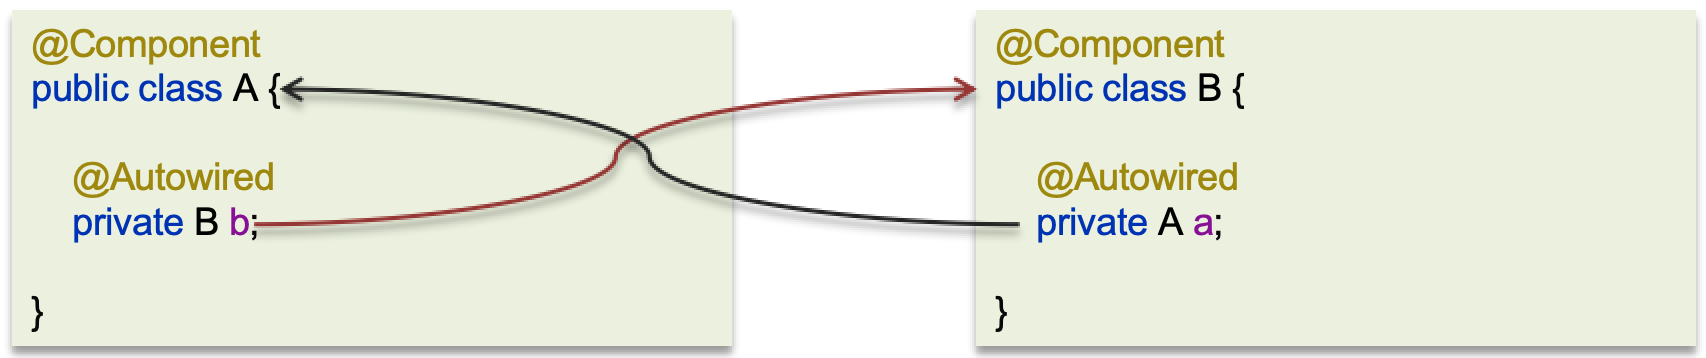 @Component
public class A {
@Autowired
private B b;
}
@Component
public class B {
@Autowired
private A a;
}